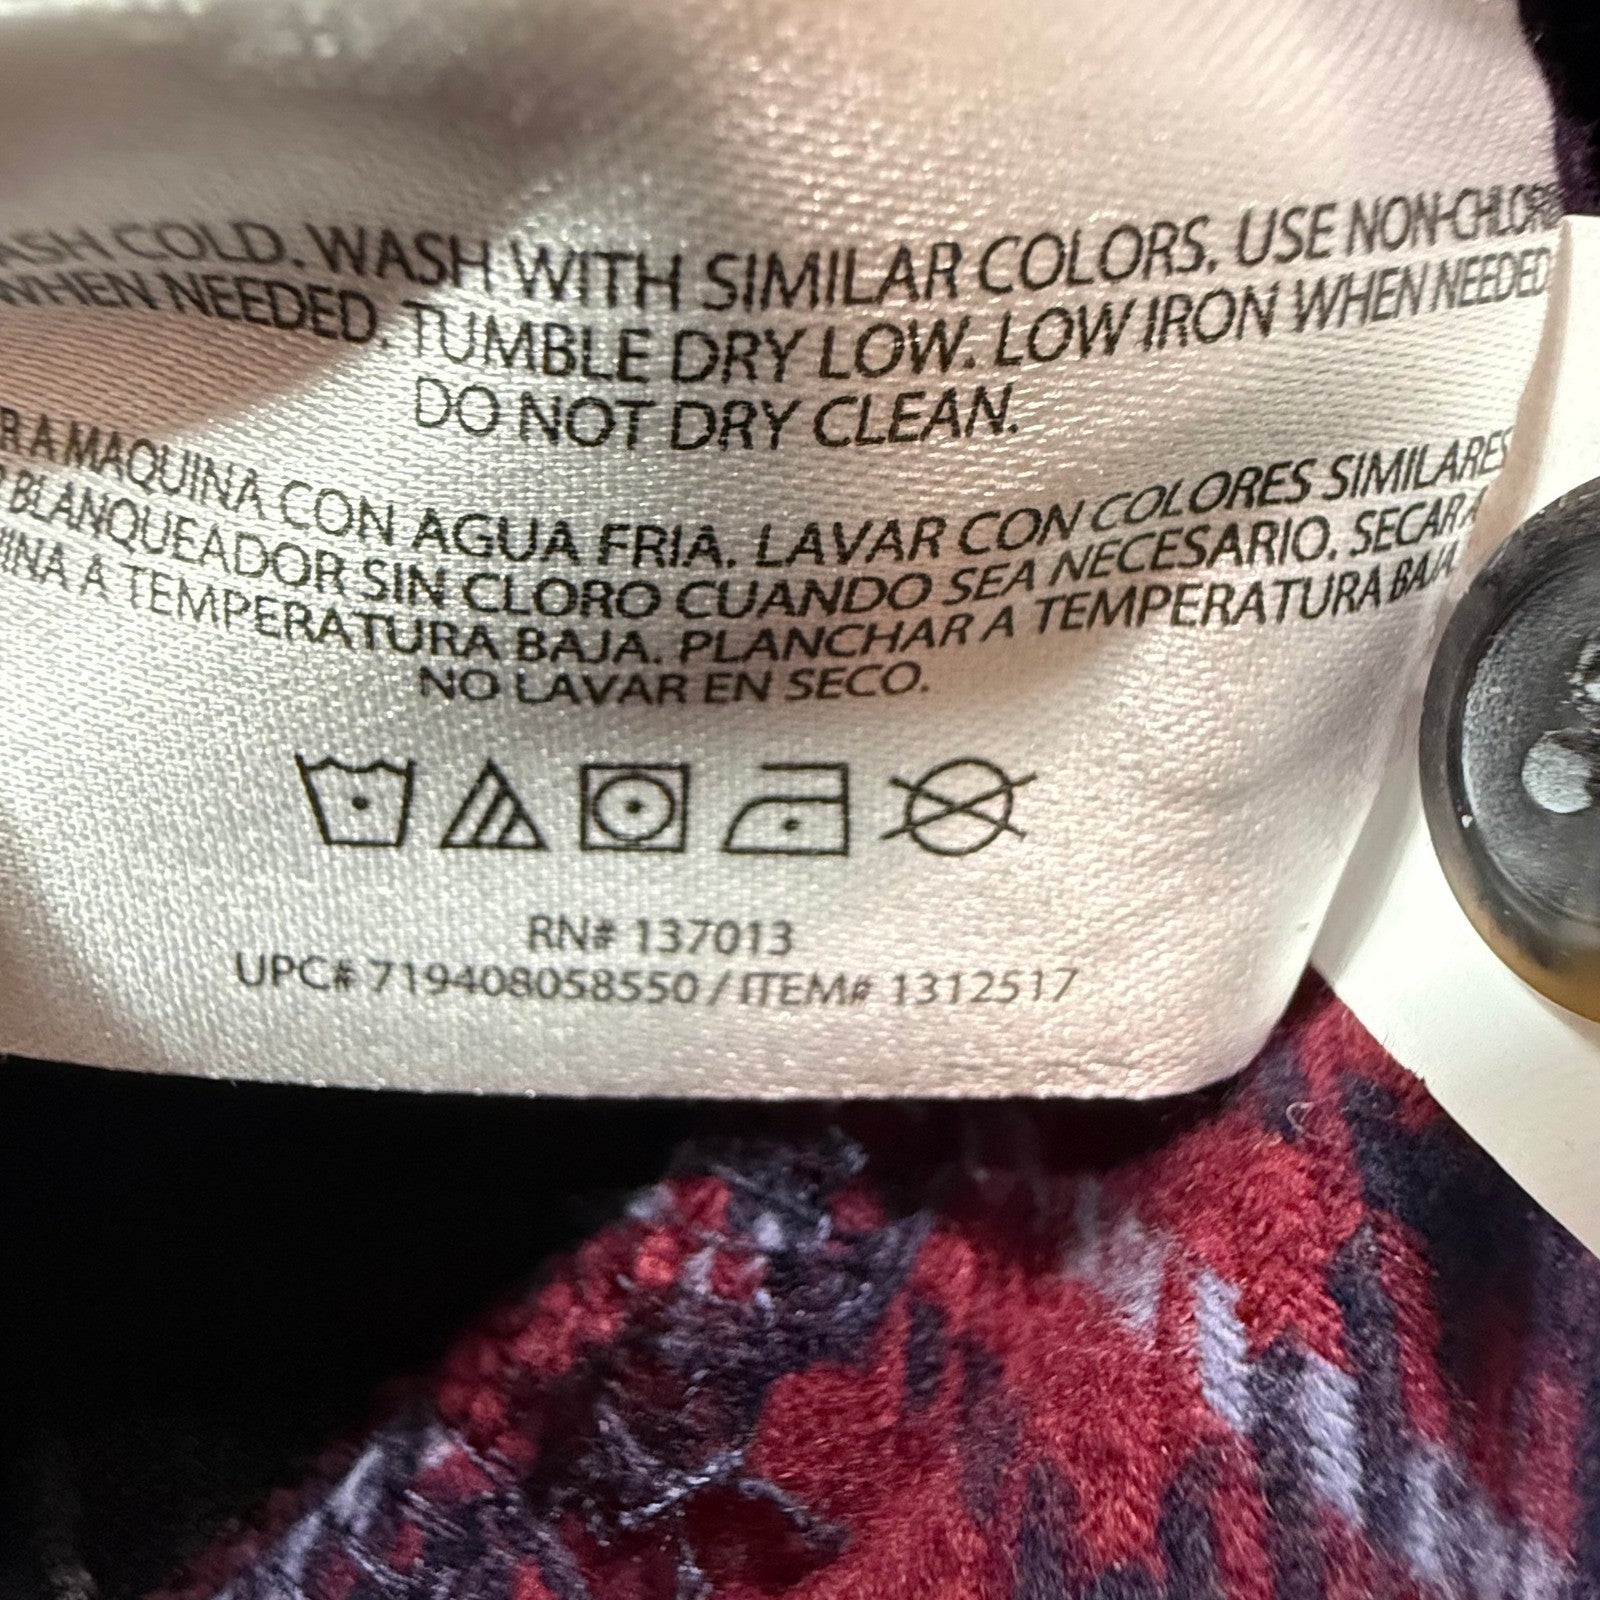 COLD. WASH WITH SIMILAR COLORS. USE NON-CHLOR
WHEN NEEDED. TUMBLE DRY LOW. LOW IRON WHEN NEEDED
DO NOT DRY CLEAN.
A MAQUINA CON AGUA FRIA. LAVAR CON COLORES SIMILARES
BLANQUEADOR SIN CLORO CUANDO SEA NECESARIO. SECAR A
INA A TEMPERATURA BAJA. PLANCHAR A TEMPERATURA BAJA.
NO LAVAR EN SECO.
RN# 137013
UPC# 719408058550 / ITEM# 1312517